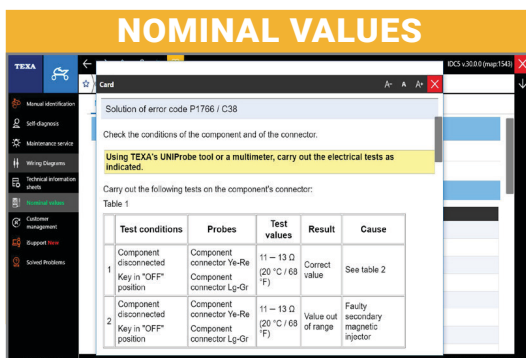 NOMINAL VALUES
TEXA
IDC5 v.30.0.0 (map:1543)
Card
A- A A+
Manual identification
Self-diagnosis
Maintenance service
Wiring Diagrams
Technical information
sheets
Nominal values
Customer
management
iSupport Now
Solved Problems
Solution of error code P1766 / C38
Check the conditions of the component and of the connector.
Using TEXA's UNIProbe tool or a multimeter, carry out the electrical tests as
indicated.
Carry out the following tests on the component's connector:
Table 1
Test conditions Probes Test values Result Cause
1 Component disconnected Key in "OFF" position Component connector Ye-Re Component connector Lg-Gr 11 – 13 Ω (20 °C / 68 °F) Correct value See table 2
2 Component disconnected Key in "OFF" position Component connector Ye-Re Component connector Lg-Gr 11 – 13 Ω (20 °C / 68 °F) Value out of range Faulty secondary magnetic injector